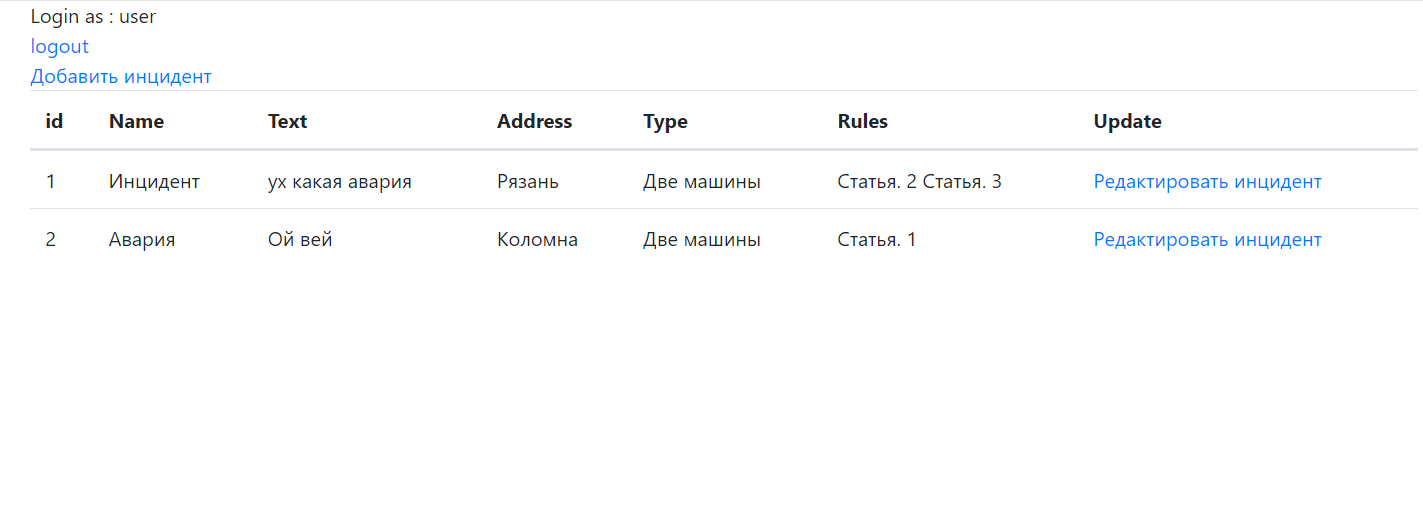 Login as : user
logout
Добавить инцидент
id Name Text Address Type Rules Update
1 Инцидент ух какая авария Рязань Две машины Статья. 2 Статья. 3 Редактировать инцидент
2 Авария Ой вей Коломна Две машины Статья. 1 Редактировать инцидент